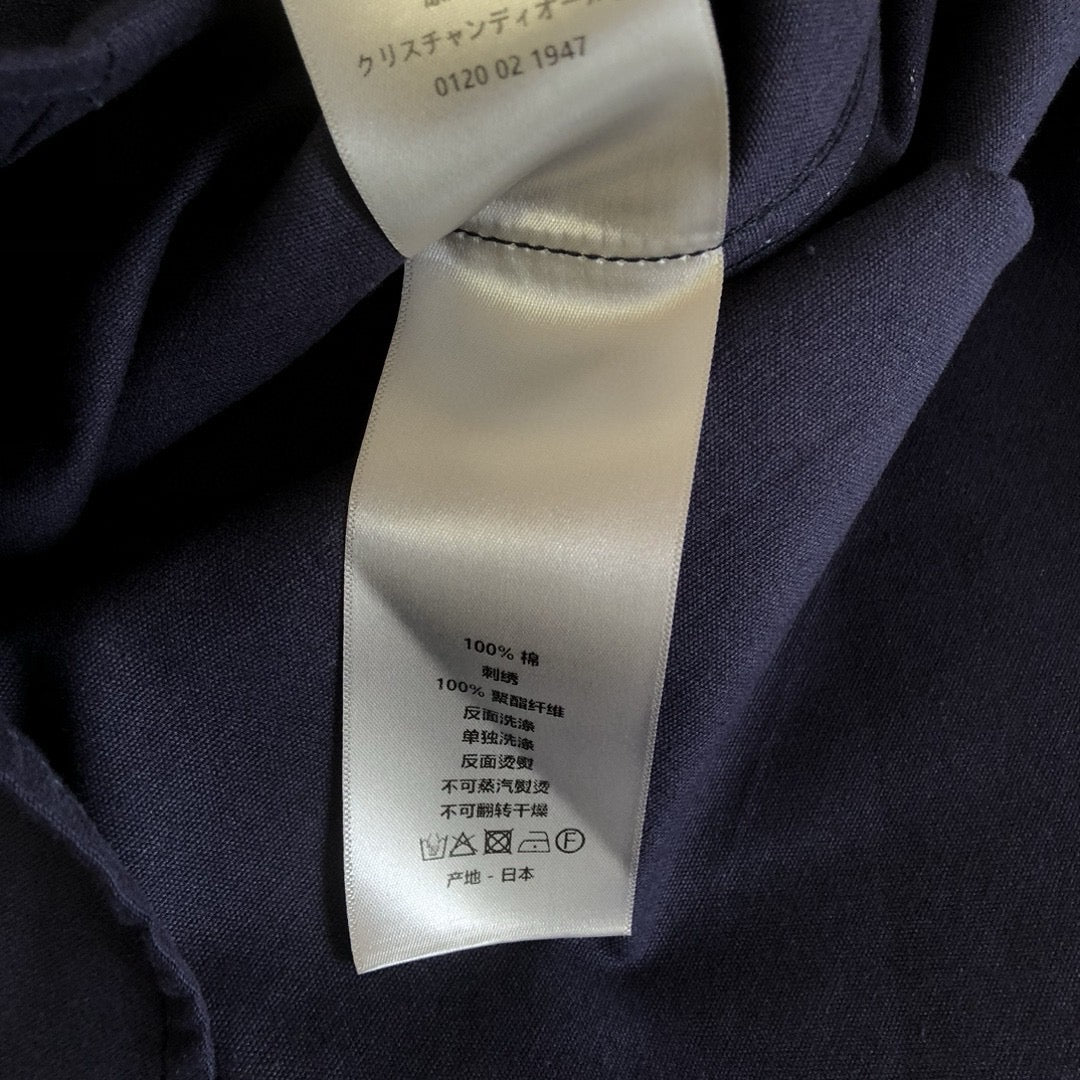 クリスチャンディオール
0120 02 1947
100% 棉
刺绣
100% 聚酯纤维
反面洗涤
单独洗涤
反面烫熨
不可蒸汽熨烫
不可翻转干燥
F
产地 - 日本